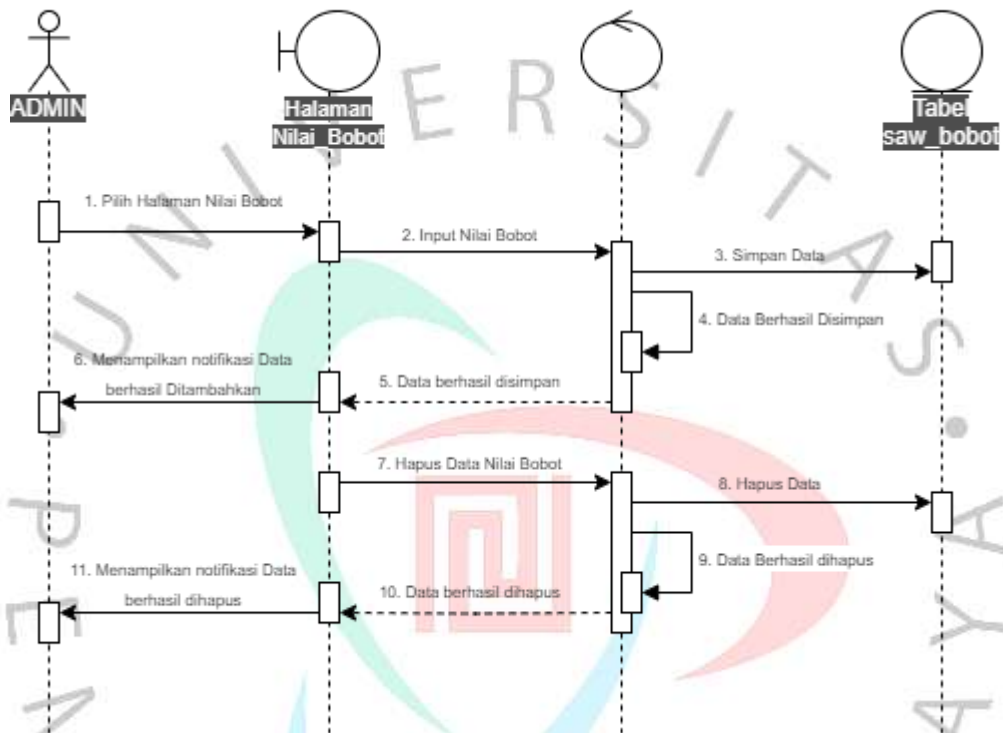 ADMIN
Halaman
Nilai_Bobot
Tabel
saw_bobot
1. Pilih Halaman Nilai Bobot
2. Input Nilai Bobot
3. Simpan Data
4. Data Berhasil Disimpan
5. Data berhasil disimpan
6. Menampilkan notifikasi Data
berhasil Ditambahkan
7. Hapus Data Nilai Bobot
8. Hapus Data
9. Data Berhasil dihapus
10. Data berhasil dihapus
11. Menampilkan notifikasi Data
berhasil dihapus
UNIVERSITAS